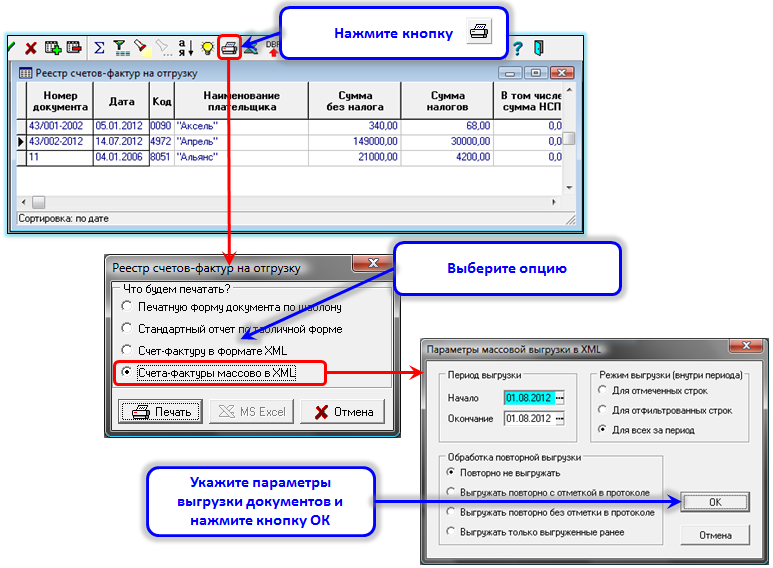 Нажмите кнопку
Σ
а
я
DBF
?
Реестр счетов-фактур на отгрузку
Номер документа Дата Код Наименование плательщика Сумма без налога Сумма налогов В том числе сумма НСП
43/001-2002 05.01.2012 0090 "Аксель" 340,00 68,00 0,0
43/002-2012 14.07.2012 4972 "Апрель" 149000,00 30000,00 0,0
11 04.01.2006 8051 "Альянс" 21000,00 4200,00 0,0
Сортировка: по дате
Реестр счетов-фактур на отгрузку
Выберите опцию
Что будем печатать?
Печатную форму документа по шаблону
Стандартный отчет по табличной форме
Счет-фактуру в формате XML
Счета-фактуры массово в XML
Печать MS Excel Отмена
Параметры массовой выгрузки в XML
Период выгрузки
Начало 01.08.2012
Окончание 01.08.2012
Режим выгрузки (внутри периода)
Для отмеченных строк
Для отфильтрованных строк
Для всех за период
Обработка повторной выгрузки
Повторно не выгружать
Выгружать повторно с отметкой в протоколе
Выгружать повторно без отметки в протоколе
Выгружать только выгруженные ранее
OK
Отмена
Укажите параметры
выгрузки документов и
нажмите кнопку ОК